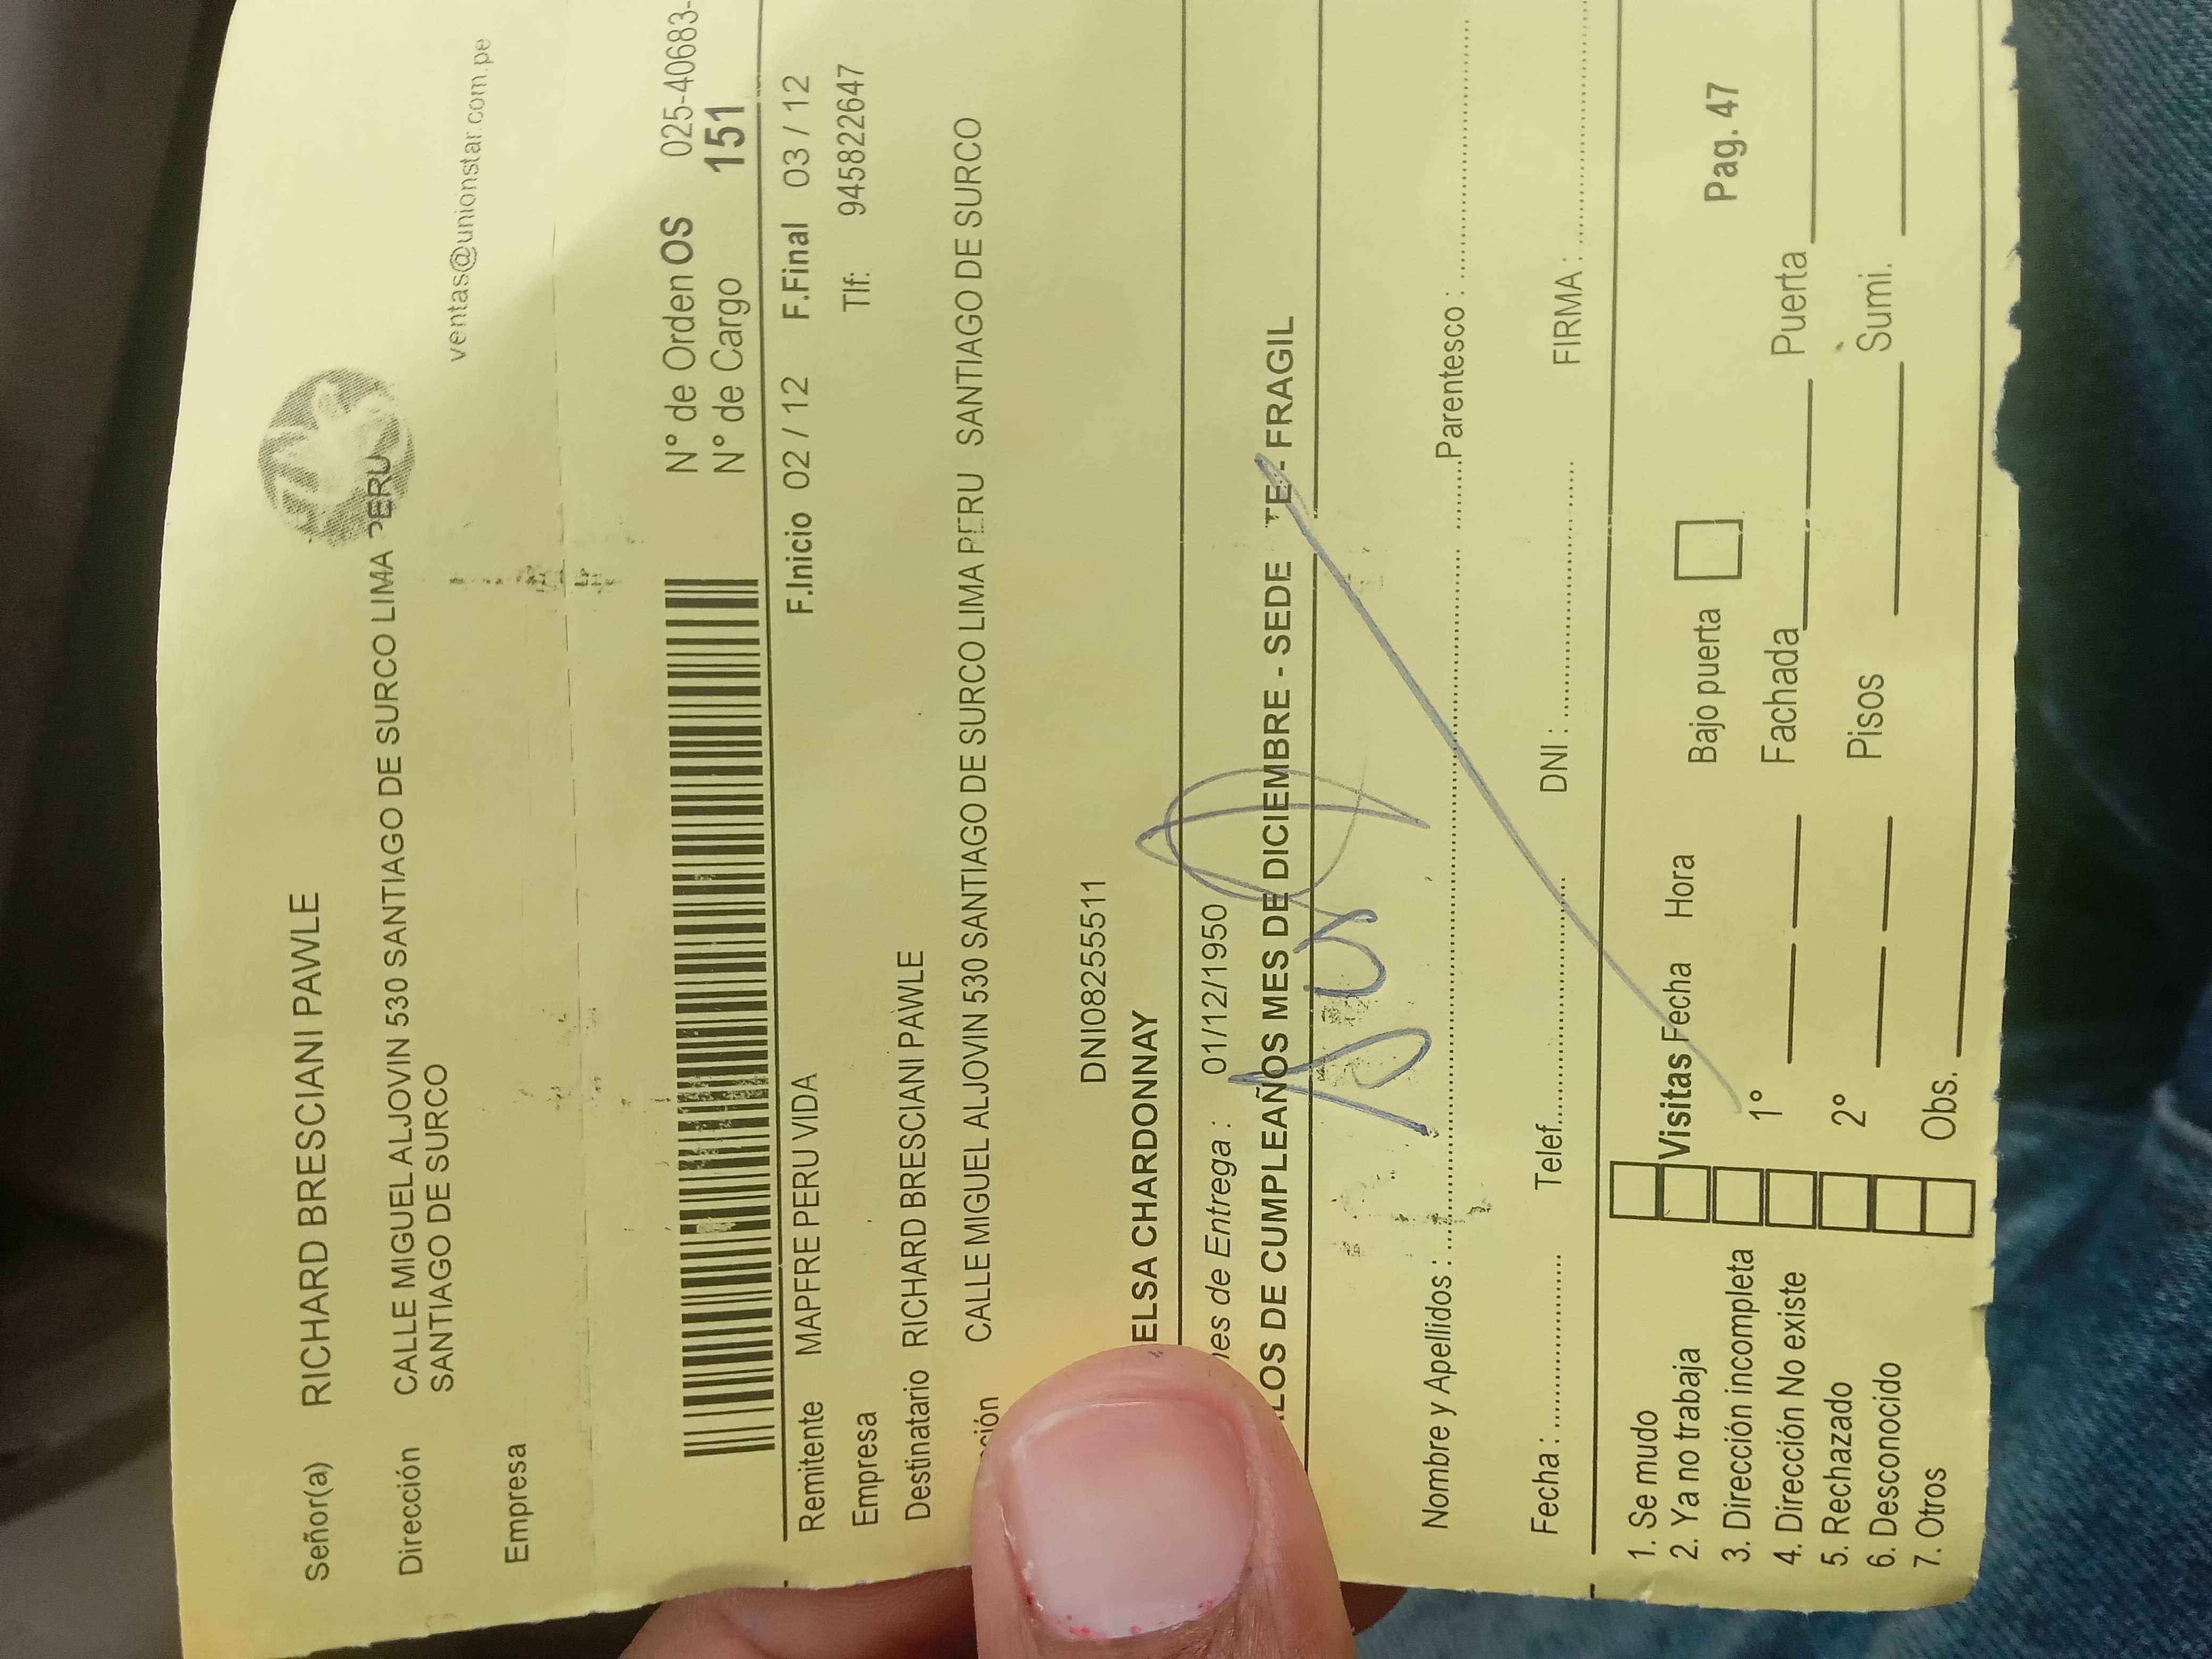 Señor(a) RICHARD BRESCIANI PAWLE
Dirección CALLE MIGUEL ALJOVIN 530 SANTIAGO DE SURCO LIMA PERU
SANTIAGO DE SURCO
ventas@unionstar.com.pe
Empresa
N° de Orden OS 025-40683-
N° de Cargo 151
Remitente MAPFRE PERU VIDA F.Inicio 02 / 12 F.Final 03 / 12
Empresa Tlf: 945822647
Destinatario RICHARD BRESCIANI PAWLE
ción CALLE MIGUEL ALJOVIN 530 SANTIAGO DE SURCO LIMA PERU SANTIAGO DE SURCO
DNI08255511
ELSA CHARDONNAY
nes de Entrega : 01/12/1950
LOS DE CUMPLEAÑOS MES DE DICIEMBRE - SEDE TE - FRAGIL
Nombre y Apellidos : Parentesco :
Fecha : Telef. DNI : FIRMA :
1. Se mudo
2. Ya no trabaja
3. Dirección incompleta
4. Dirección No existe
5. Rechazado
6. Desconocido
7. Otros
Visitas Fecha Hora Bajo puerta Pag. 47
1° Fachada Puerta
2° Pisos Sumi.
Obs.